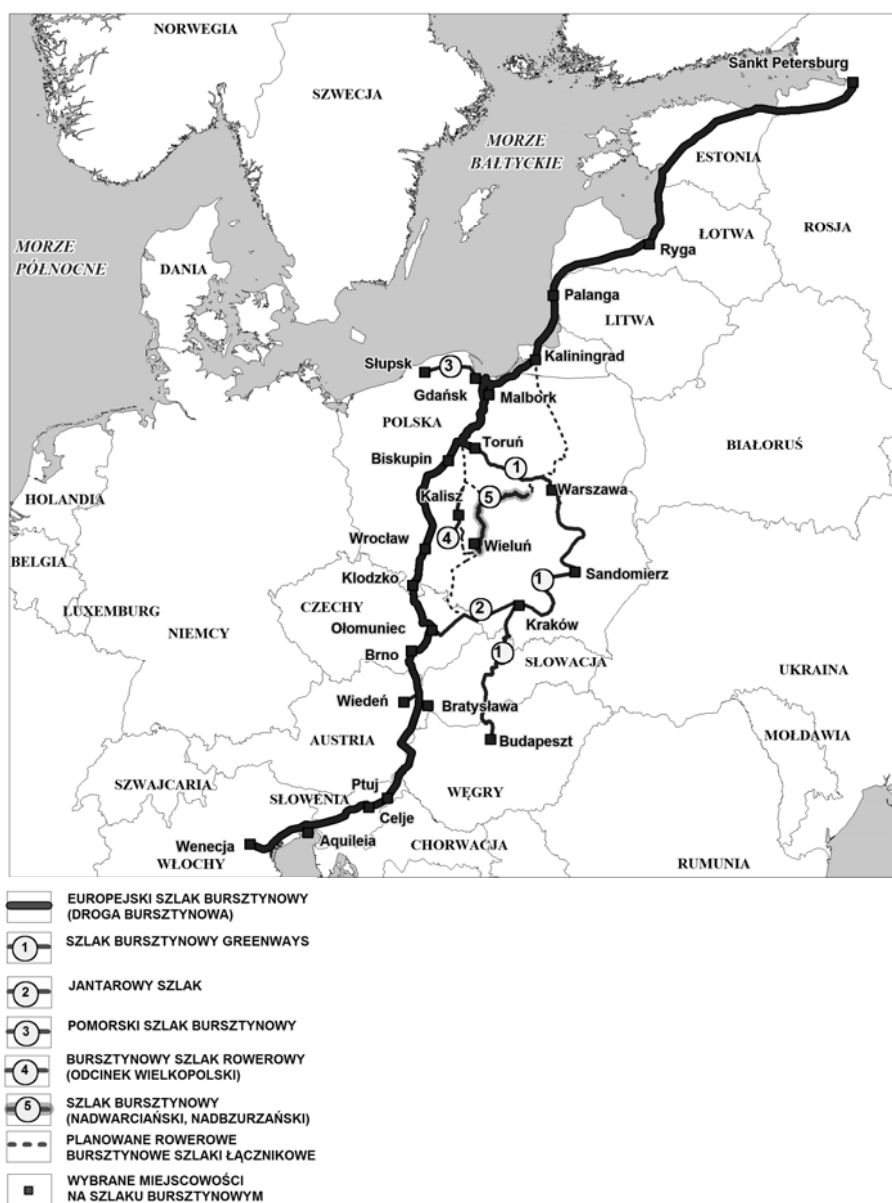 NORWEGIA
Sankt Petersburg
SZWECJA
MORZE
BAŁTYCKIE
ESTONIA
MORZE
PÓŁNOCNE
ROSJA
ŁOTWA
Ryga
DANIA
Palanga
LITWA
Kaliningrad
Słupsk
3
Gdańsk
Malbork
POLSKA
Toruń
BIAŁORUŚ
Biskupin
1
HOLANDIA
Kalisz
5
Warszawa
4
Wrocław
Wieluń
BELGIA
Klodzko
1
Sandomierz
LUXEMBURG
CZECHY
2
NIEMCY
Ołomuniec
Kraków
Brno
1
SŁOWACJA
UKRAINA
Wiedeń
Bratysława
MOŁDAWIA
AUSTRIA
Budapeszt
SZWAJCARIA
Ptuj
WĘGRY
SŁOWENIA
Celje
Wenecja
Aquileia
CHORWACJA
WŁOCHY
RUMUNIA
EUROPEJSKI SZLAK BURSZTYNOWY
(DROGA BURSZTYNOWA)
1 SZLAK BURSZTYNOWY GREENWAYS
2 JANTAROWY SZLAK
3 POMORSKI SZLAK BURSZTYNOWY
4 BURSZTYNOWY SZLAK ROWEROWY
(ODCINEK WIELKOPOLSKI)
5 SZLAK BURSZTYNOWY
(NADWARCIAŃSKI, NADBZURZAŃSKI)
PLANOWANE ROWEROWE
BURSZTYNOWE SZLAKI ŁĄCZNIKOWE
WYBRANE MIEJSCOWOŚCI
NA SZLAKU BURSZTYNOWYM